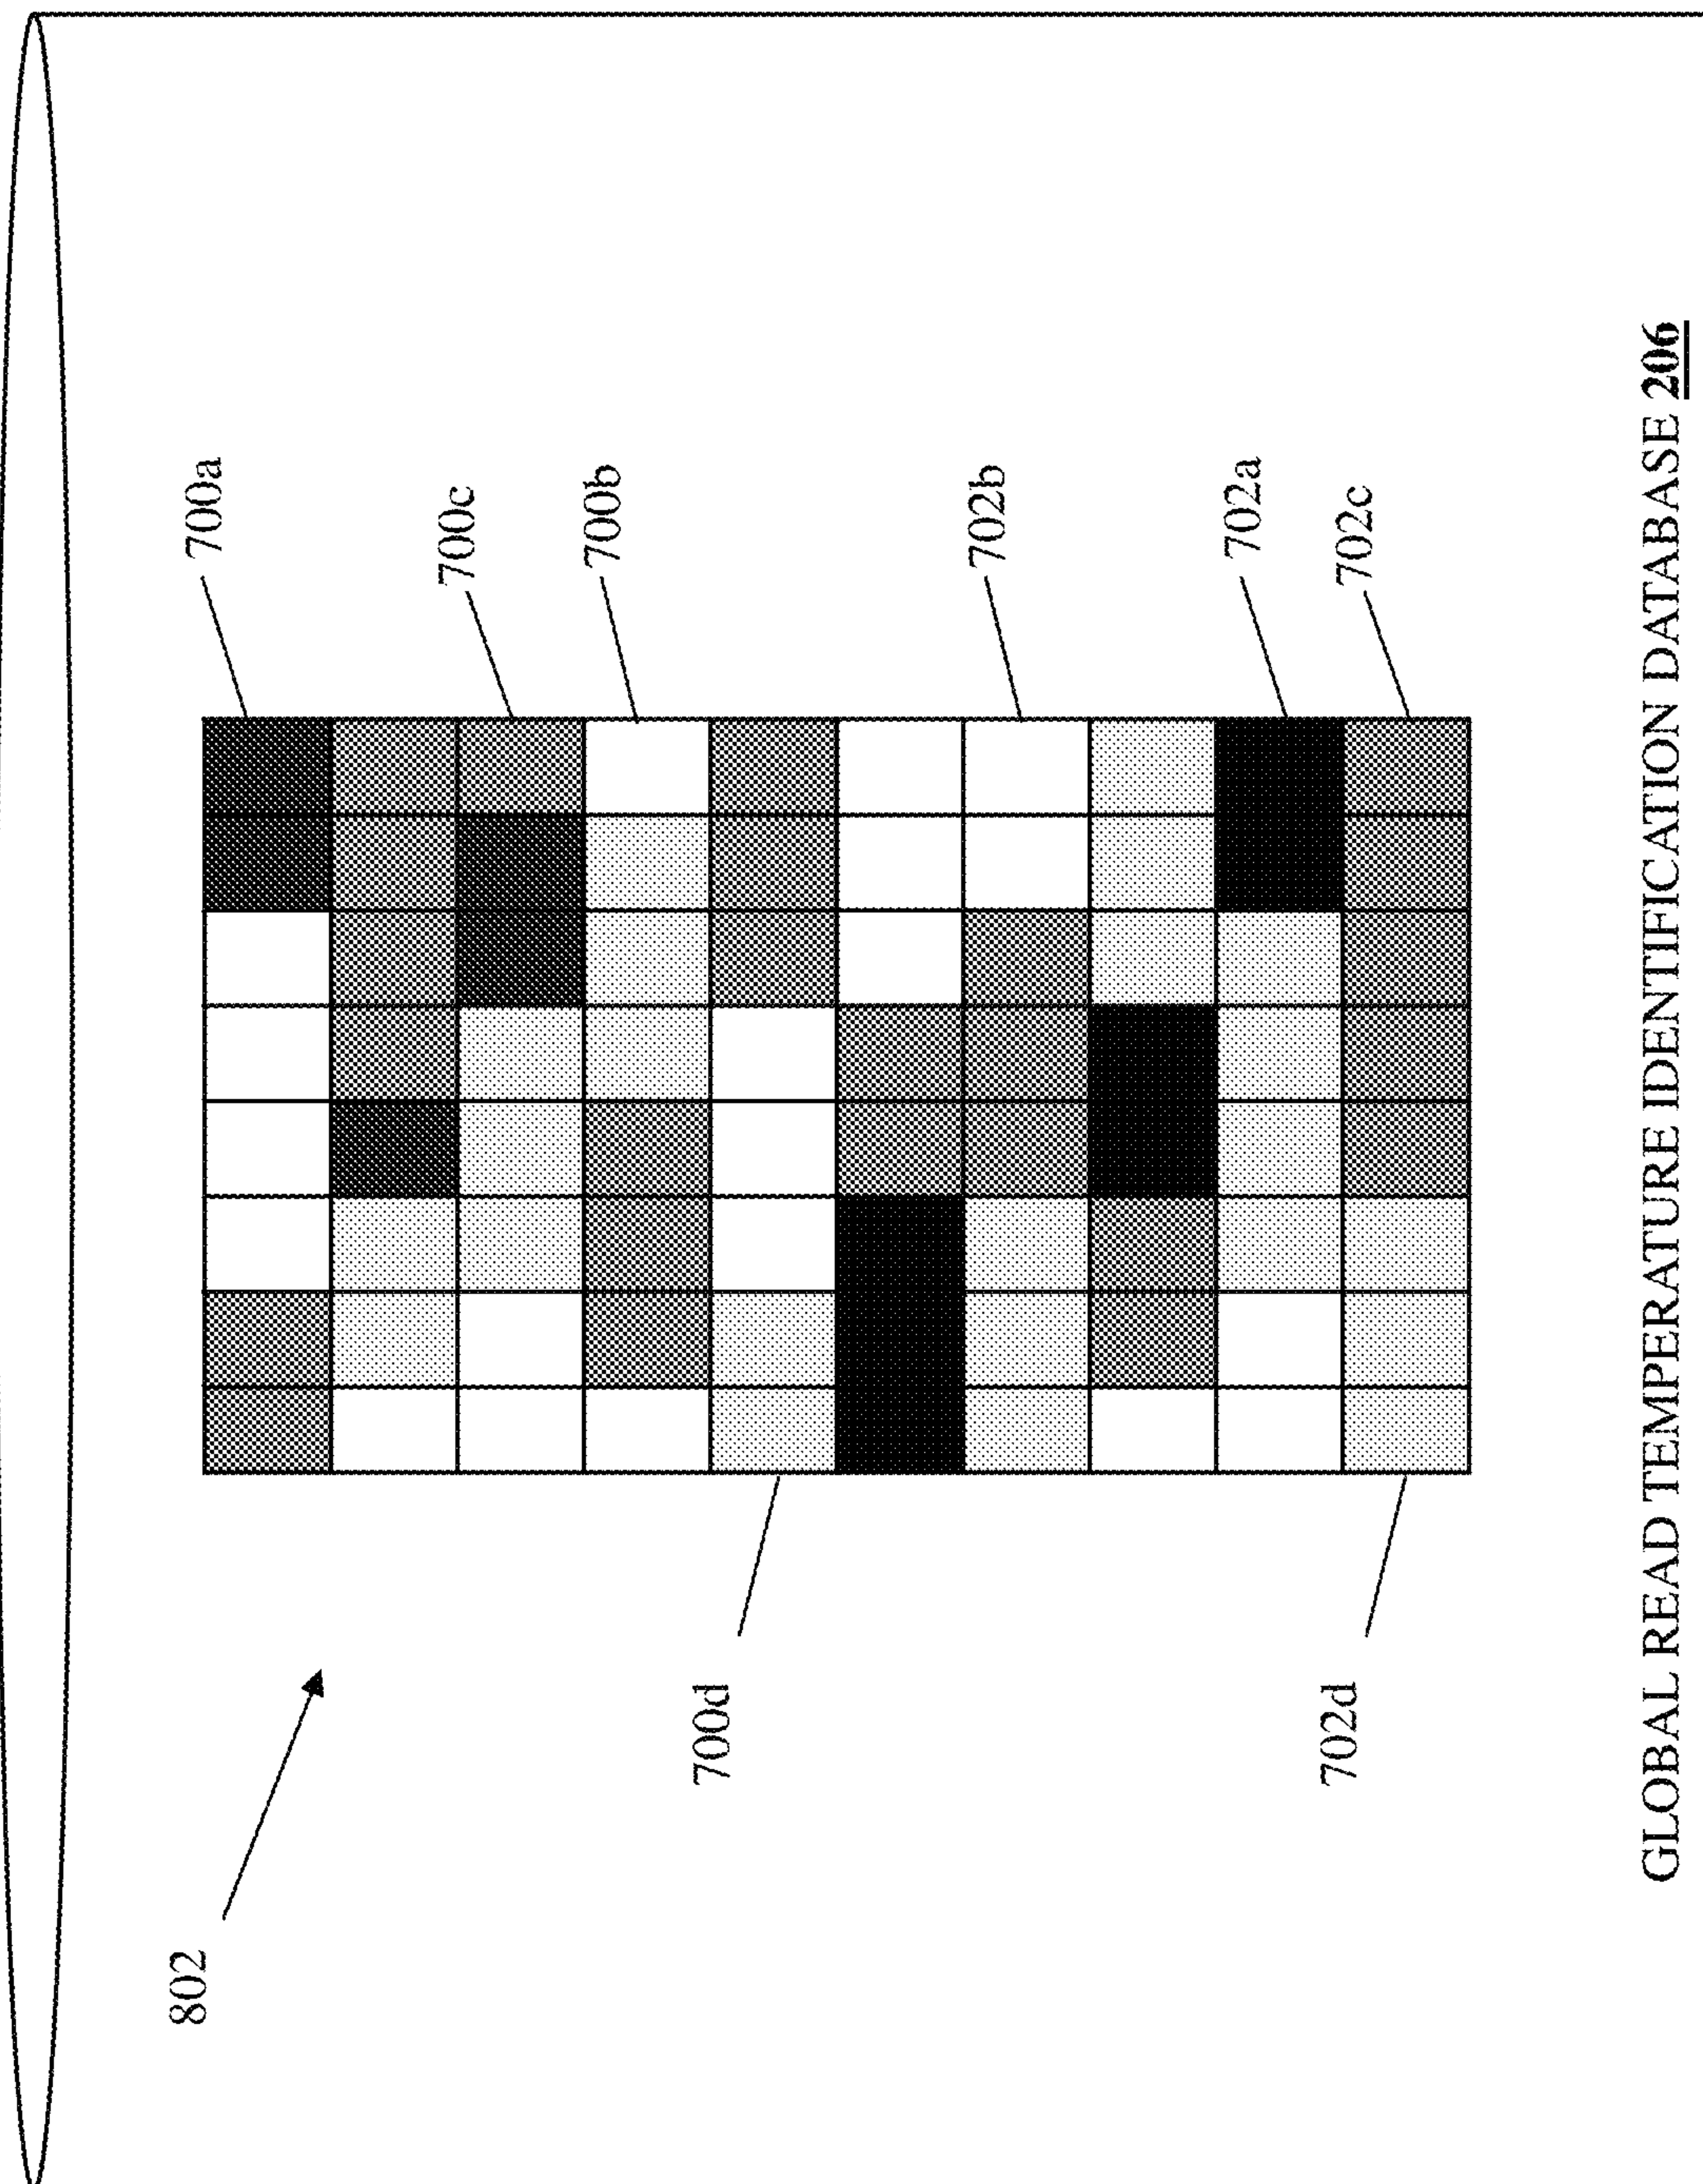 802
700a
700c
700b
700d
702b
702a
702d
702c
GLOBAL READ TEMPERATURE IDENTIFICATION DATABASE 206